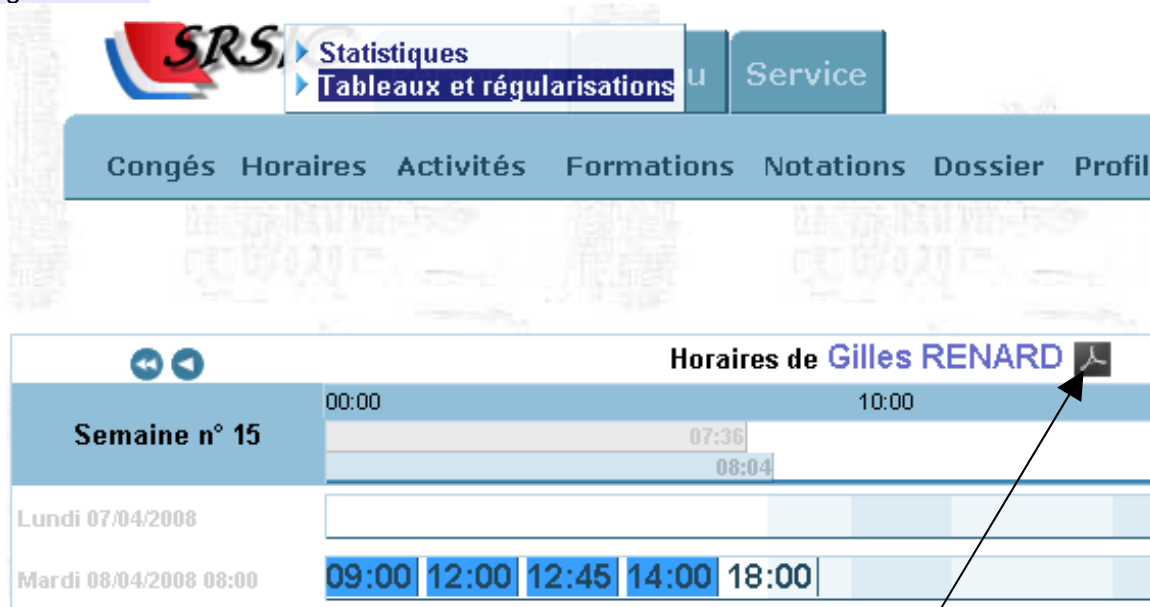 SRS
Statistiques
Tableaux et régularisations
u Service
Congés Horaires Activités Formations Notations Dossier Profil
Horaires de Gilles RENARD
00:00 10:00
Semaine n° 15
07:36
08:04
Lundi 07/04/2008
Mardi 08/04/2008 08:00 09:00 12:00 12:45 14:00 18:00